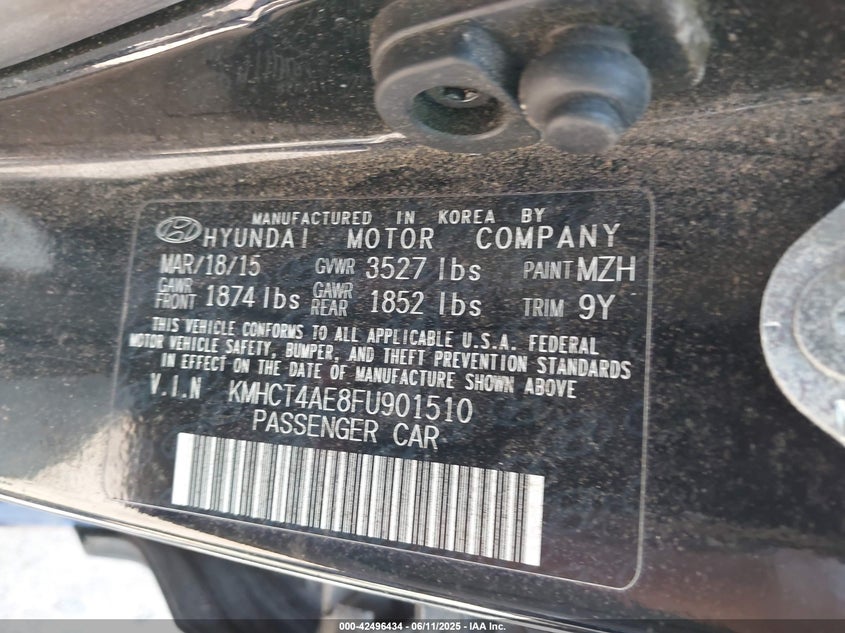 MANUFACTURED IN KOREA BY
HYUNDAI MOTOR COMPANY
MAR/18/15 GVWR 3527 lbs PAINT MZH
GAWR FRONT 1874 lbs GAWR REAR 1852 lbs TRIM 9Y
THIS VEHICLE CONFORMS TO ALL APPLICABLE U.S.A. FEDERAL
MOTOR VEHICLE SAFETY, BUMPER, AND THEFT PREVENTION STANDARDS
IN EFFECT ON THE DATE OF MANUFACTURE SHOWN ABOVE
V.I.N KMHCT4AE8FU901510
PASSENGER CAR
000-42496434 - 06/11/2025 - IAA Inc.